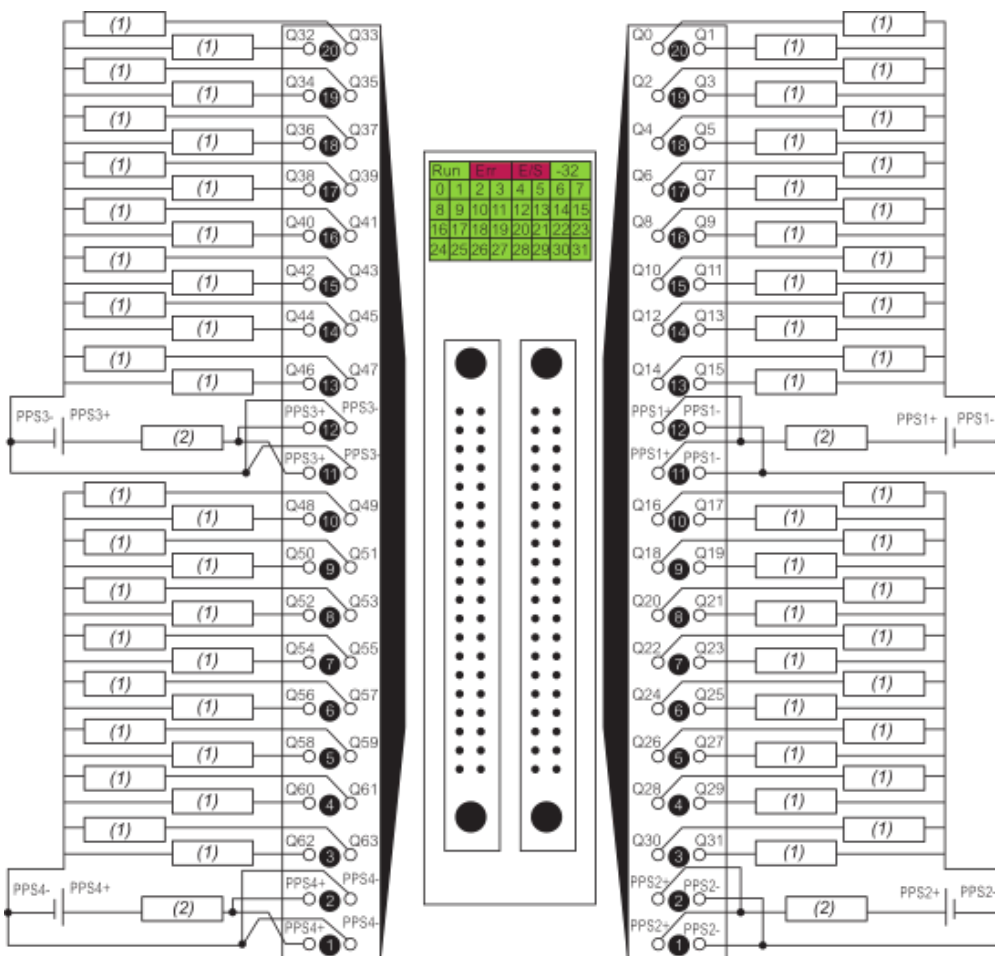 (1)
(1) Q32 20 Q33
(1)
(1) Q34 19 Q35
(1)
(1) Q36 18 Q37
(1)
(1) Q38 17 Q39
(1)
(1) Q40 16 Q41
(1)
(1) Q42 15 Q43
(1)
(1) Q44 14 Q45
(1)
(1) Q46 13 Q47
PPS3- PPS3+ (2) PPS3+ 12 PPS3-
PPS3+ 11 PPS3-
(1)
(1) Q48 10 Q49
(1)
(1) Q50 9 Q51
(1)
(1) Q52 8 Q53
(1)
(1) Q54 7 Q55
(1)
(1) Q56 6 Q57
(1)
(1) Q58 5 Q59
(1)
(1) Q60 4 Q61
(1)
(1) Q62 3 Q63
PPS4- PPS4+ (2) PPS4+ 2 PPS4-
PPS4+ 1 PPS4-
Run Err E/S -32
0 1 2 3 4 5 6 7
8 9 10 11 12 13 14 15
16 17 18 19 20 21 22 23
24 25 26 27 28 29 30 31
(1)
Q0 20 Q1 (1)
(1)
Q2 19 Q3 (1)
(1)
Q4 18 Q5 (1)
(1)
Q6 17 Q7 (1)
(1)
Q8 16 Q9 (1)
(1)
Q10 15 Q11 (1)
(1)
Q12 14 Q13 (1)
(1)
Q14 13 Q15 (1)
PPS1+ 12 PPS1- (2) PPS1+ PPS1-
PPS1+ 11 PPS1-
(1)
Q16 10 Q17 (1)
(1)
Q18 9 Q19 (1)
(1)
Q20 8 Q21 (1)
(1)
Q22 7 Q23 (1)
(1)
Q24 6 Q25 (1)
(1)
Q26 5 Q27 (1)
(1)
Q28 4 Q29 (1)
(1)
Q30 3 Q31 (1)
PPS2+ 2 PPS2- (2) PPS2+ PPS2-
PPS2+ 1 PPS2-